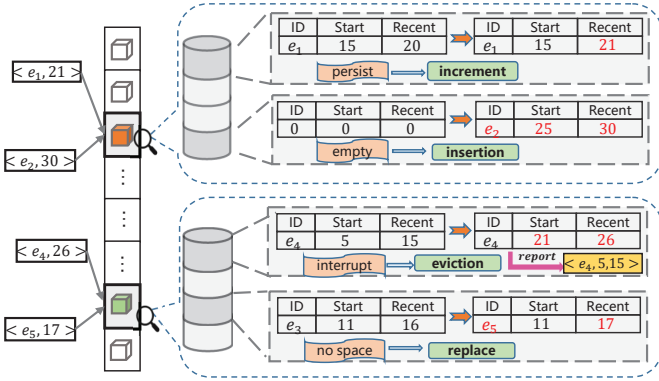 < e₁, 21 >
< e₂, 30 >
⋮
⋮
⋮
< e₄, 26 >
< e₅, 17 >
ID Start Recent ID Start Recent
e₁ 15 20 e₁ 15 21
persist increment
ID Start Recent ID Start Recent
0 0 0 e₂ 25 30
empty insertion
ID Start Recent ID Start Recent
e₄ 5 15 e₄ 21 26
interrupt eviction report < e₄, 5,15 >
ID Start Recent ID Start Recent
e₃ 11 16 e₅ 11 17
no space replace